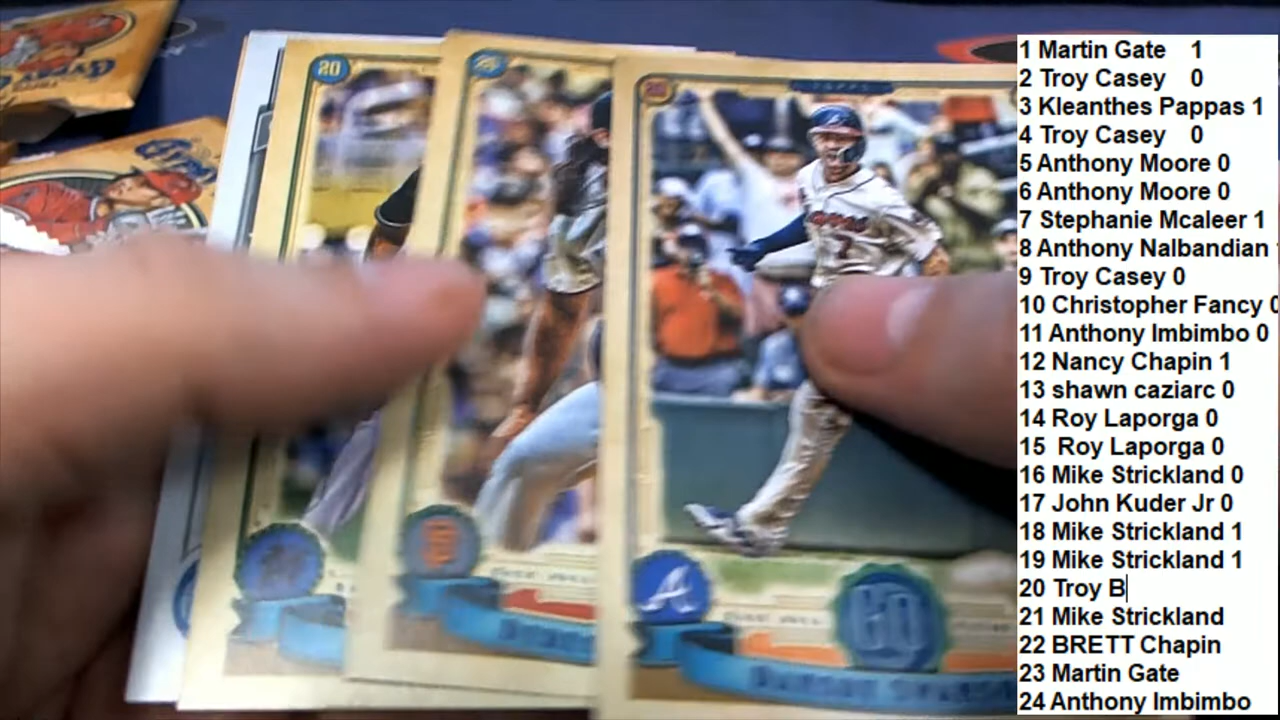 1 Martin Gate 1
2 Troy Casey 0
3 Kleanthes Pappas 1
4 Troy Casey 0
5 Anthony Moore 0
6 Anthony Moore 0
7 Stephanie Mcaleer 1
8 Anthony Nalbandian
9 Troy Casey 0
10 Christopher Fancy 0
11 Anthony Imbimbo 0
12 Nancy Chapin 1
13 shawn caziarc 0
14 Roy Laporga 0
15 Roy Laporga 0
16 Mike Strickland 0
17 John Kuder Jr 0
18 Mike Strickland 1
19 Mike Strickland 1
20 Troy B
21 Mike Strickland
22 BRETT Chapin
23 Martin Gate
24 Anthony Imbimbo
20
TOPPS
A
GQ